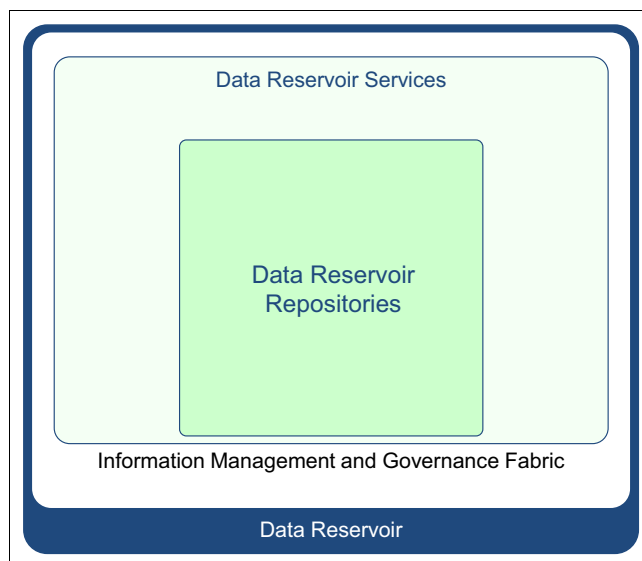 Data Reservoir Services
Data Reservoir
Repositories
Information Management and Governance Fabric
Data Reservoir